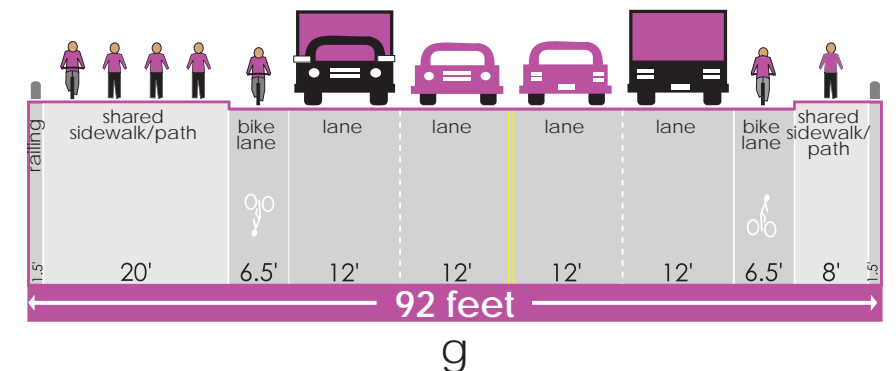 railing
shared
sidewalk/path
bike
lane
lane
lane
lane
lane
bike
lane
shared
sidewalk/
path
1.5'
20'
6.5'
12'
12'
12'
12'
6.5'
8'
1.5'
92 feet
g